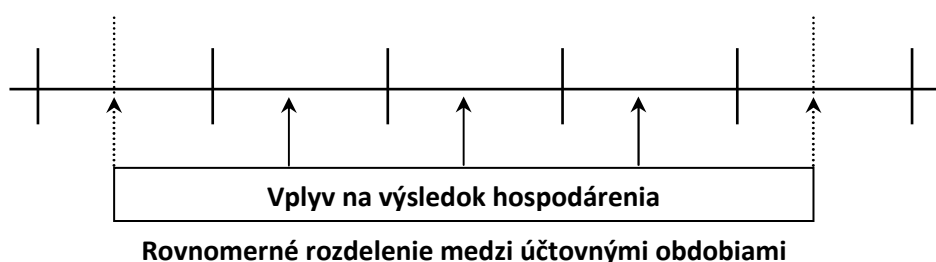 Vplyv na výsledok hospodárenia
Rovnomerné rozdelenie medzi účtovnými obdobiami